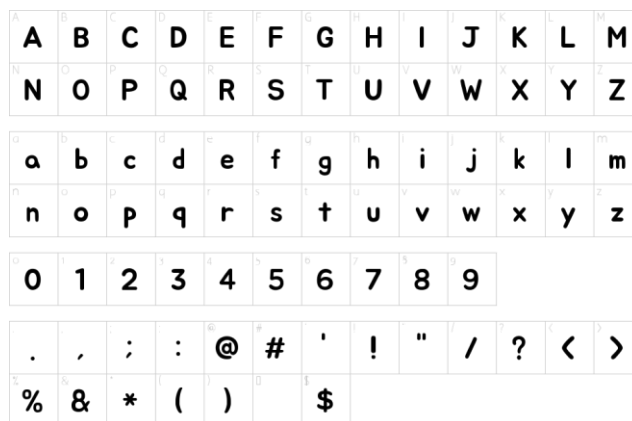 A B C D E F G H I J K L M
N O P Q R S T U V W X Y Z
a b c d e f g h i j k l m
n o p q r s t u v w x y z
0 1 2 3 4 5 6 7 8 9
. , ; : @ # ' ! " / ? < >
% & * ( ) $